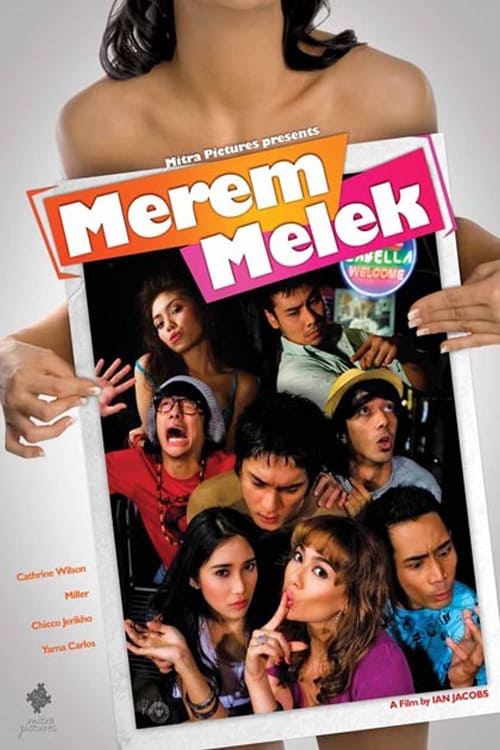 Mitra Pictures presents
Merem
Melek
WELCOME
Cathrine Wilson
Miller
Chicco Jerikho
Yama Carlos
A Film by IAN JACOBS
mitra
pictures